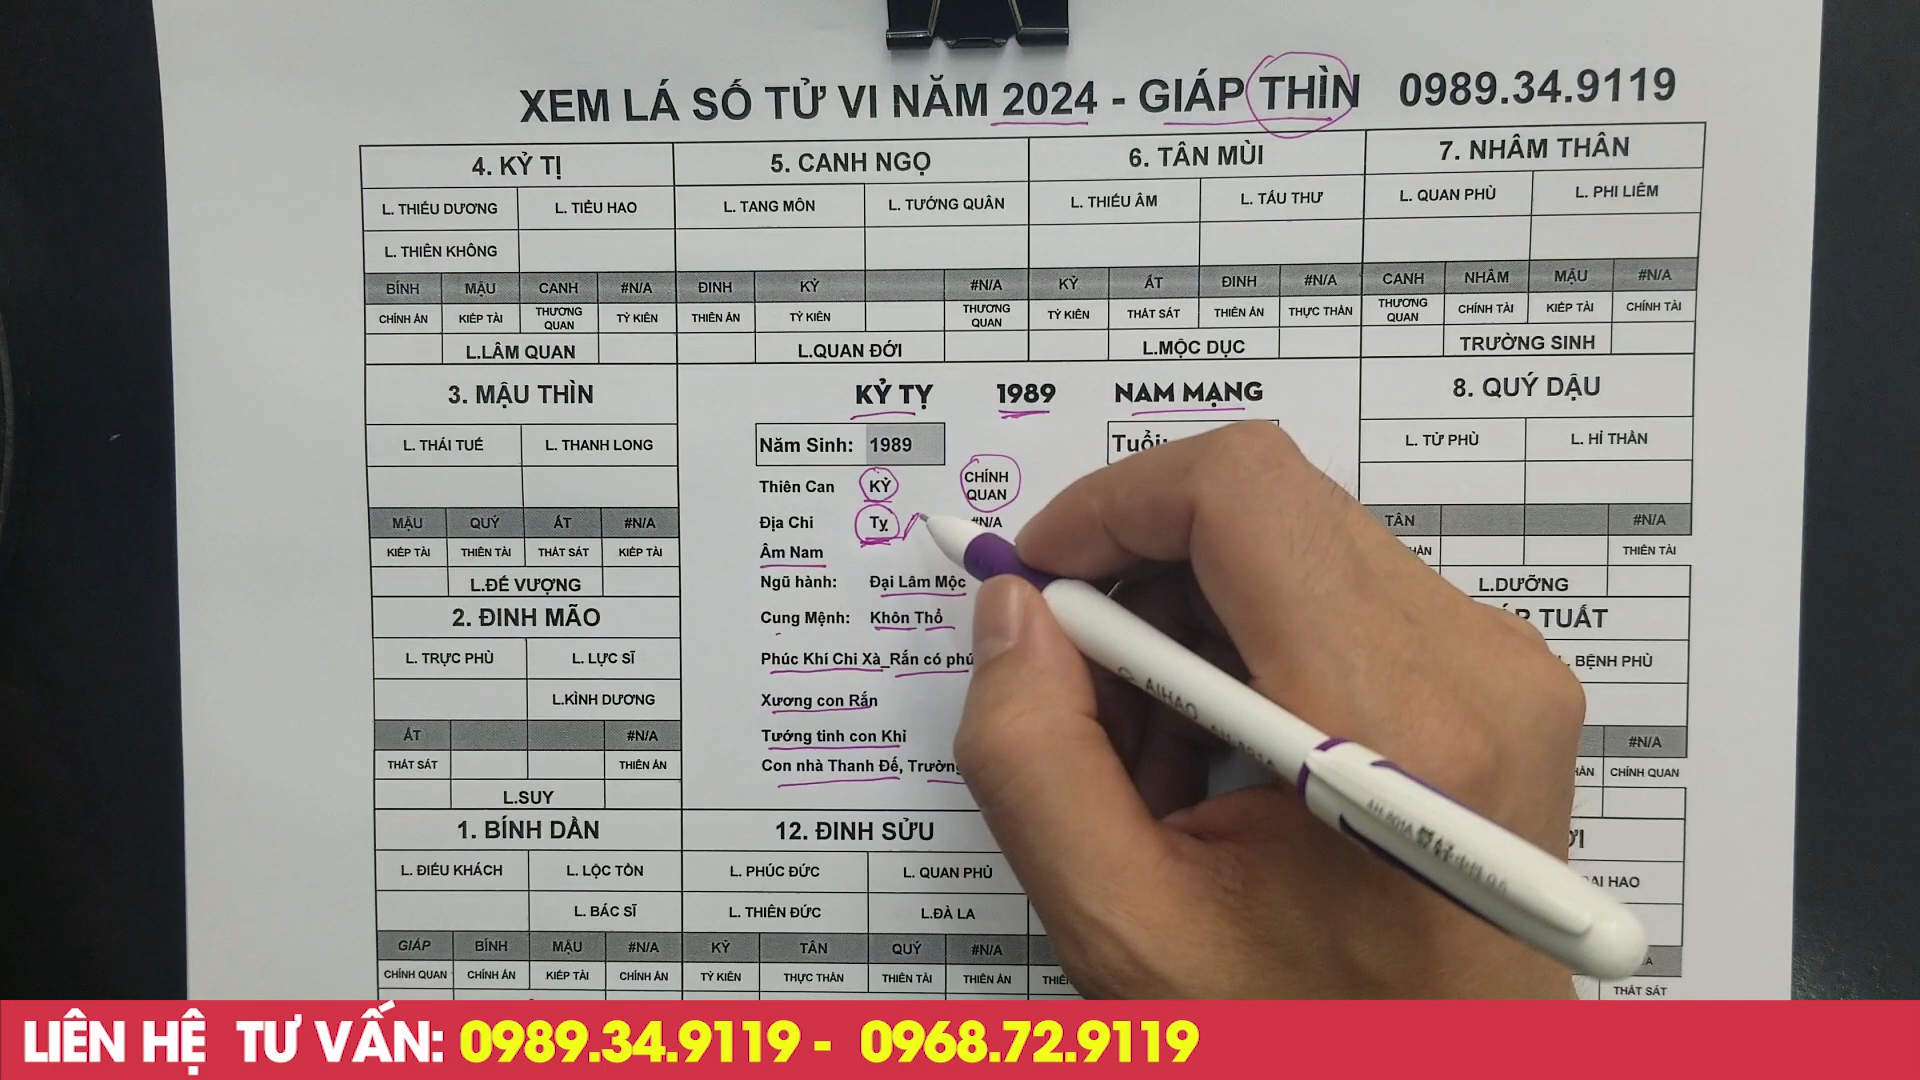 XEM LÁ SỐ TỬ VI NĂM 2024 - GIÁP THÌN 0989.34.9119
4. KỶ TỊ 5. CANH NGỌ 6. TÂN MÙI 7. NHÂM THÂN
L. THIẾU DƯƠNG L. TIỂU HAO L. TANG MÔN L. TƯỚNG QUÂN L. THIẾU ÂM L. TẤU THƯ L. QUAN PHÙ L. PHI LIÊM
L. THIÊN KHÔNG
BÍNH MẬU CANH #N/A ĐINH KỶ #N/A KỶ ẤT ĐINH #N/A CANH NHÂM MẬU #N/A
CHÍNH ẤN KIẾP TÀI THƯƠNG QUAN TỶ KIÊN THIÊN ẤN TỶ KIÊN THƯƠNG QUAN TỶ KIÊN THẤT SÁT THIÊN ẤN THỰC THẦN THƯƠNG QUAN CHÍNH TÀI KIẾP TÀI CHÍNH TÀI
L.LÂM QUAN L.QUAN ĐỚI L.MỘC DỤC TRƯỜNG SINH
3. MẬU THÌN KỶ TỴ 1989 NAM MẠNG 8. QUÝ DẬU
L. THÁI TUẾ L. THANH LONG Năm Sinh: 1989 Tuổi: L. TỬ PHÙ L. HỈ THẦN
Thiên Can KỶ CHÍNH QUAN
MẬU QUÝ ẤT #N/A Địa Chi Tỵ #N/A TÂN #N/A
KIẾP TÀI THIÊN TÀI THẤT SÁT KIẾP TÀI Âm Nam THIÊN TÀI
L.ĐẾ VƯỢNG Ngũ hành: Đại Lâm Mộc L.DƯỠNG
2. ĐINH MÃO Cung Mệnh: Khôn Thổ TUẤT
L. TRỰC PHÙ L. LỰC SĨ Phúc Khí Chi Xà_Rắn có BỆNH PHÙ
L.KÌNH DƯƠNG Xương con Rắn
ẤT #N/A Tướng tinh con Khỉ #N/A
THẤT SÁT THIÊN ẤN Con nhà Thanh Đế, Trường CHÍNH QUAN
L.SUY
1. BÍNH DẦN 12. ĐINH SỬU
L. ĐIẾU KHÁCH L. LỘC TỒN L. PHÚC ĐỨC L. QUAN PHÙ HAO
L. BÁC SĨ L. THIÊN ĐỨC L.ĐÀ LA
GIÁP BÍNH MẬU #N/A KỶ TÂN QUÝ #N/A
CHÍNH QUAN CHÍNH ẤN KIẾP TÀI CHÍNH ẤN TỶ KIÊN THỰC THẦN THIÊN TÀI THIÊN ẤN THẤT SÁT
LIÊN HỆ TƯ VẤN: 0989.34.9119 - 0968.72.9119